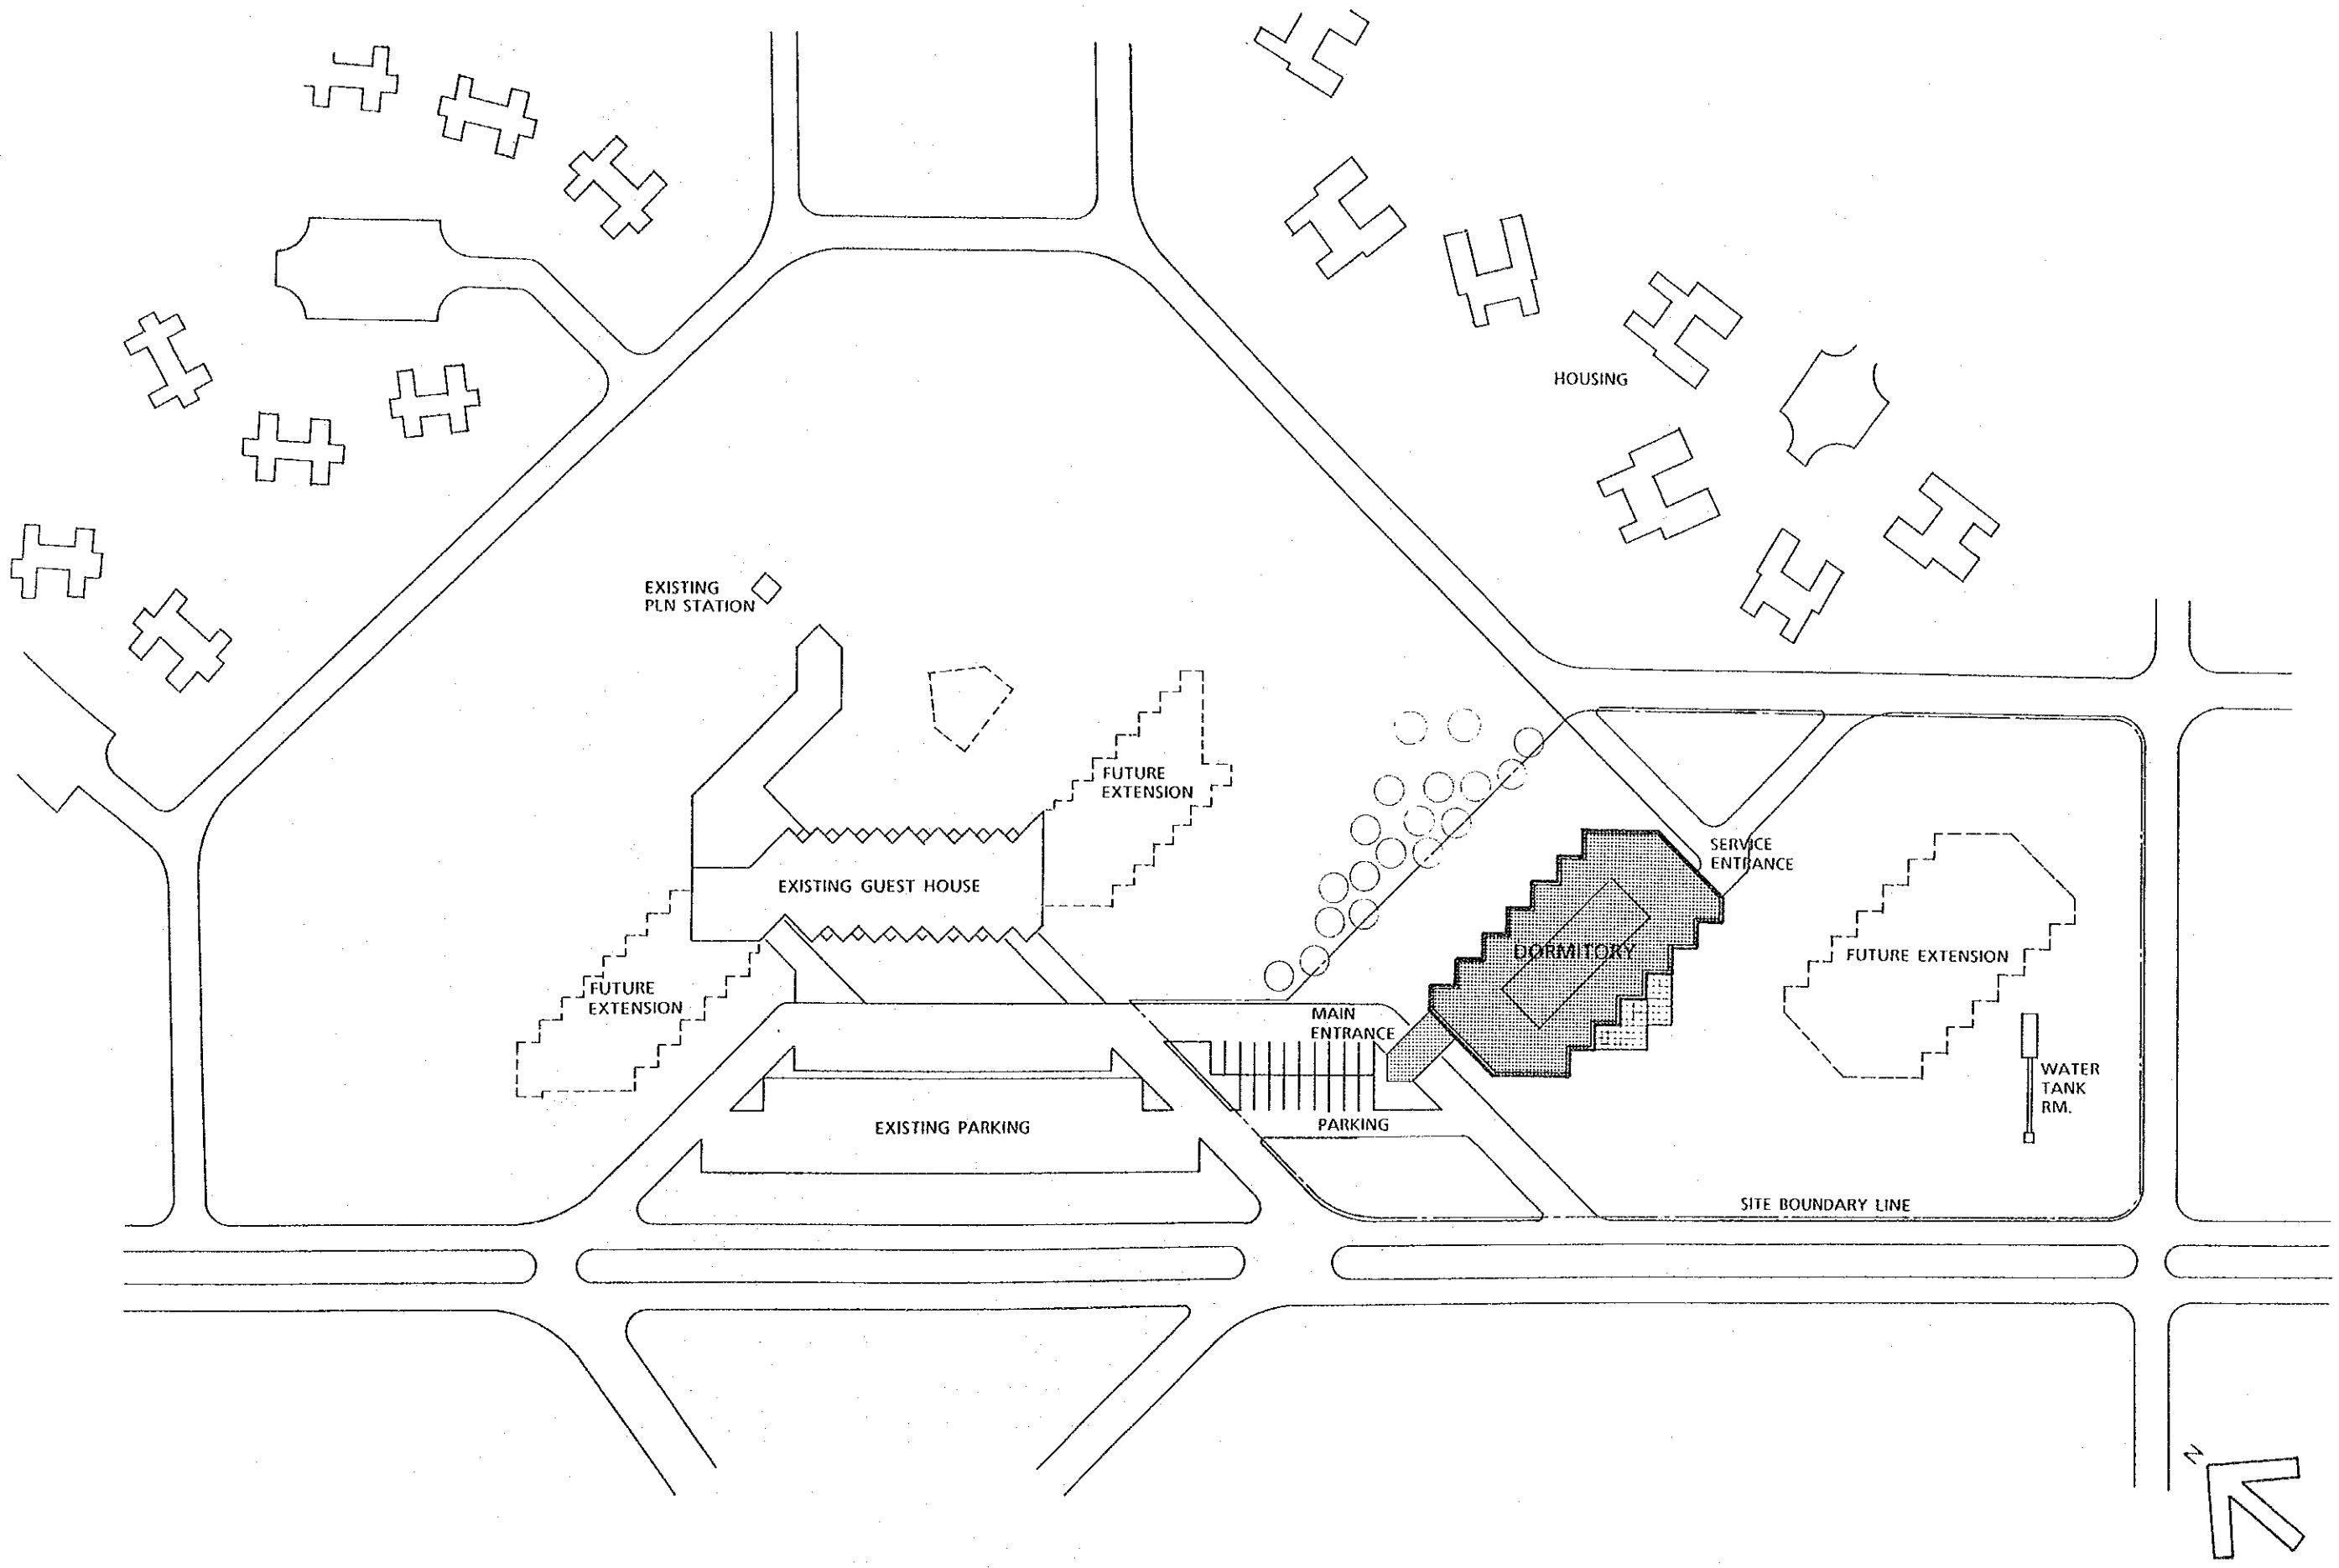 HOUSING
EXISTING
PLN STATION
FUTURE
EXTENSION
SERVICE
ENTRANCE
EXISTING GUEST HOUSE
DORMITORY
FUTURE EXTENSION
FUTURE
EXTENSION
MAIN
ENTRANCE
WATER
TANK
RM.
EXISTING PARKING
PARKING
SITE BOUNDARY LINE
N